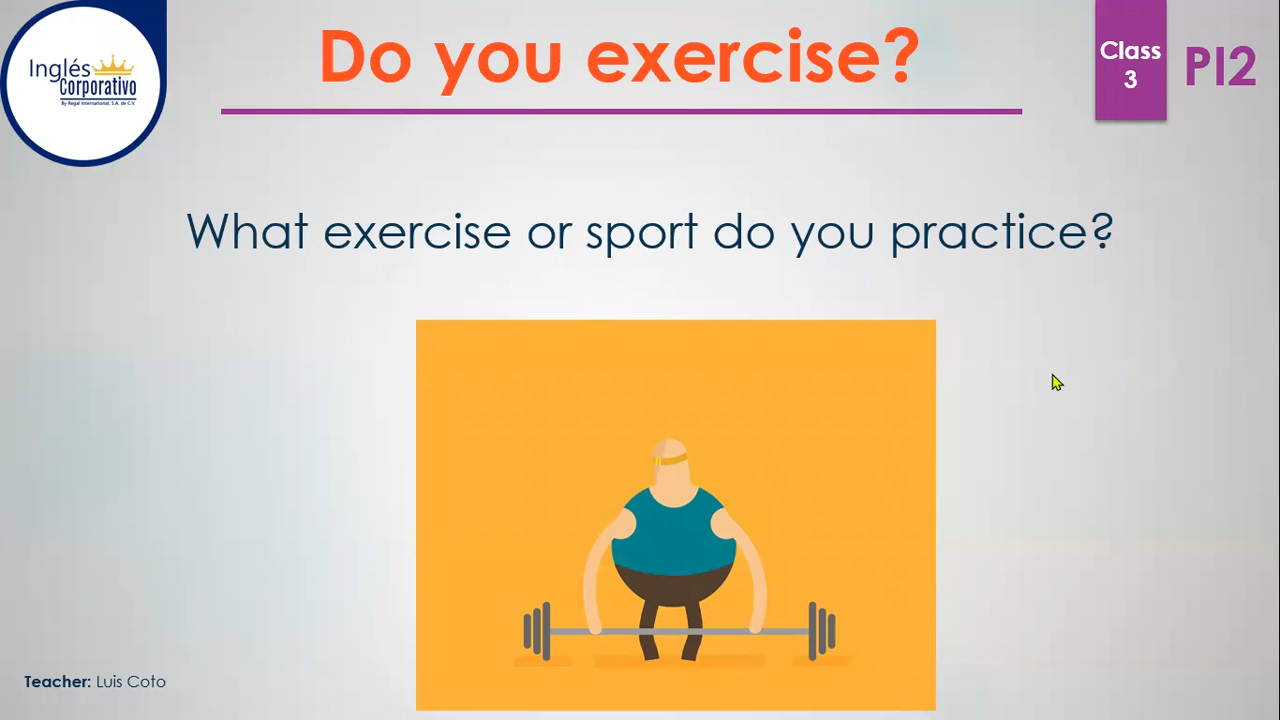 Inglés
Corporativo
By Regal International, S.A. de C.V.
Do you exercise?
Class
3
PI2
What exercise or sport do you practice?
Teacher: Luis Coto